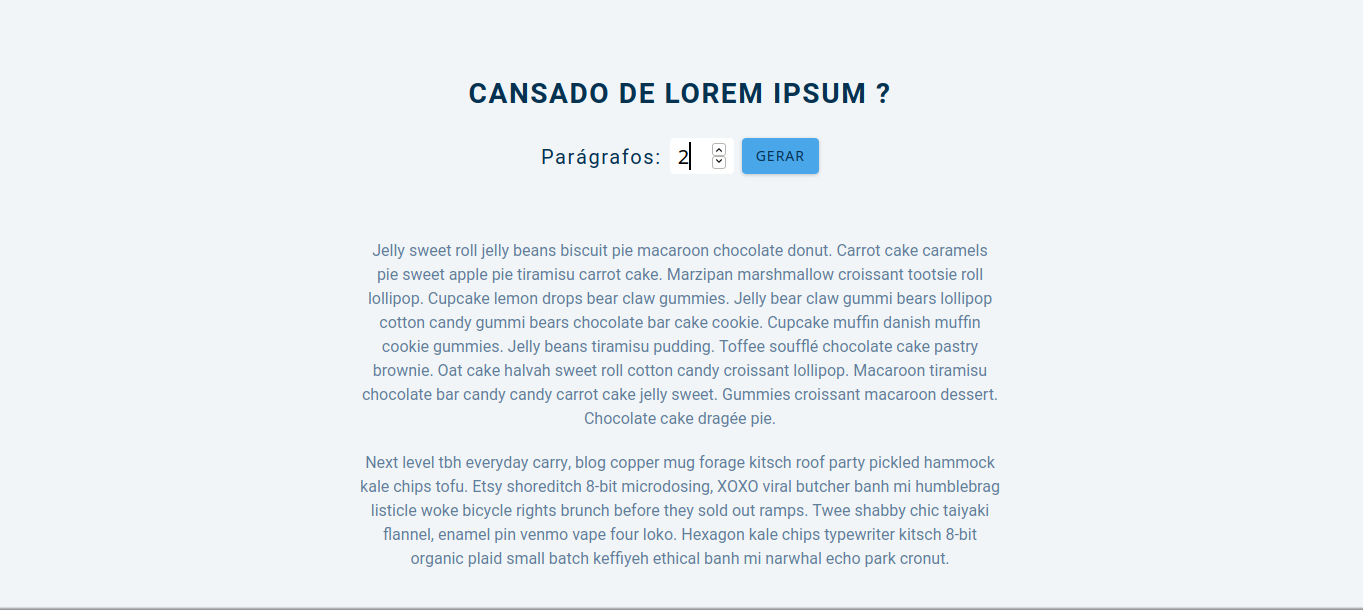 CANSADO DE LOREM IPSUM ?
Parágrafos: 2 GERAR
Jelly sweet roll jelly beans biscuit pie macaroon chocolate donut. Carrot cake caramels
pie sweet apple pie tiramisu carrot cake. Marzipan marshmallow croissant tootsie roll
lollipop. Cupcake lemon drops bear claw gummies. Jelly bear claw gummi bears lollipop
cotton candy gummi bears chocolate bar cake cookie. Cupcake muffin danish muffin
cookie gummies. Jelly beans tiramisu pudding. Toffee soufflé chocolate cake pastry
brownie. Oat cake halvah sweet roll cotton candy croissant lollipop. Macaroon tiramisu
chocolate bar candy candy carrot cake jelly sweet. Gummies croissant macaroon dessert.
Chocolate cake dragée pie.
Next level tbh everyday carry, blog copper mug forage kitsch roof party pickled hammock
kale chips tofu. Etsy shoreditch 8-bit microdosing, XOXO viral butcher banh mi humblebrag
listicle woke bicycle rights brunch before they sold out ramps. Twee shabby chic taiyaki
flannel, enamel pin venmo vape four loko. Hexagon kale chips typewriter kitsch 8-bit
organic plaid small batch keffiyeh ethical banh mi narwhal echo park cronut.